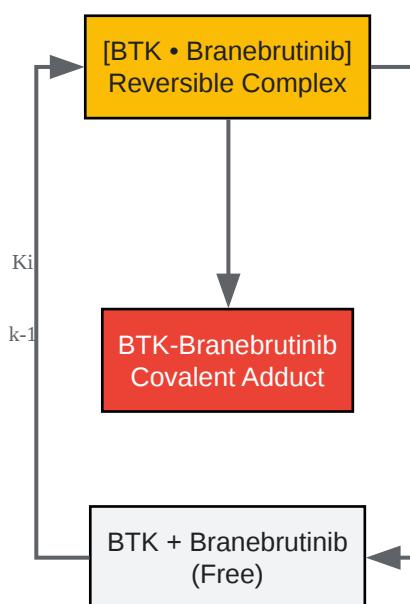 [BTK • Branebrutinib]
Reversible Complex
Ki
k-1
BTK-Branebrutinib
Covalent Adduct
BTK + Branebrutinib
(Free)